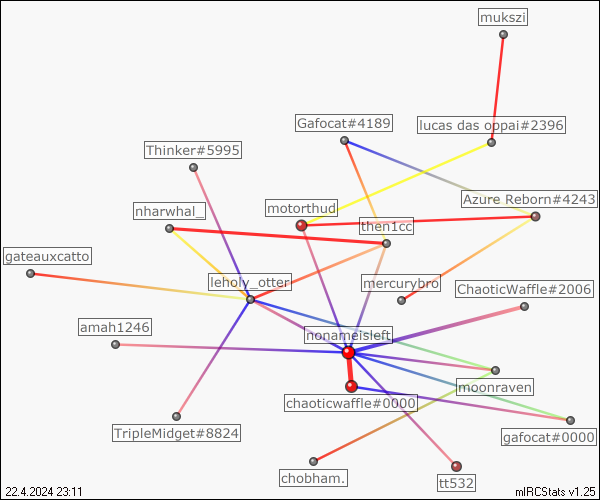 mukszi
Gafocat#4189
lucas das oppai#2396
Thinker#5995
Azure Reborn#4243
nharwhal_
motorthud
then1cc
gateauxcatto
leholy_otter
mercurybro
ChaoticWaffle#2006
amah1246
nonameisleft
moonraven
chaoticwaffle#0000
TripleMidget#8824
gafocat#0000
chobham.
tt532
22.4.2024 23:11
mIRCStats v1.25